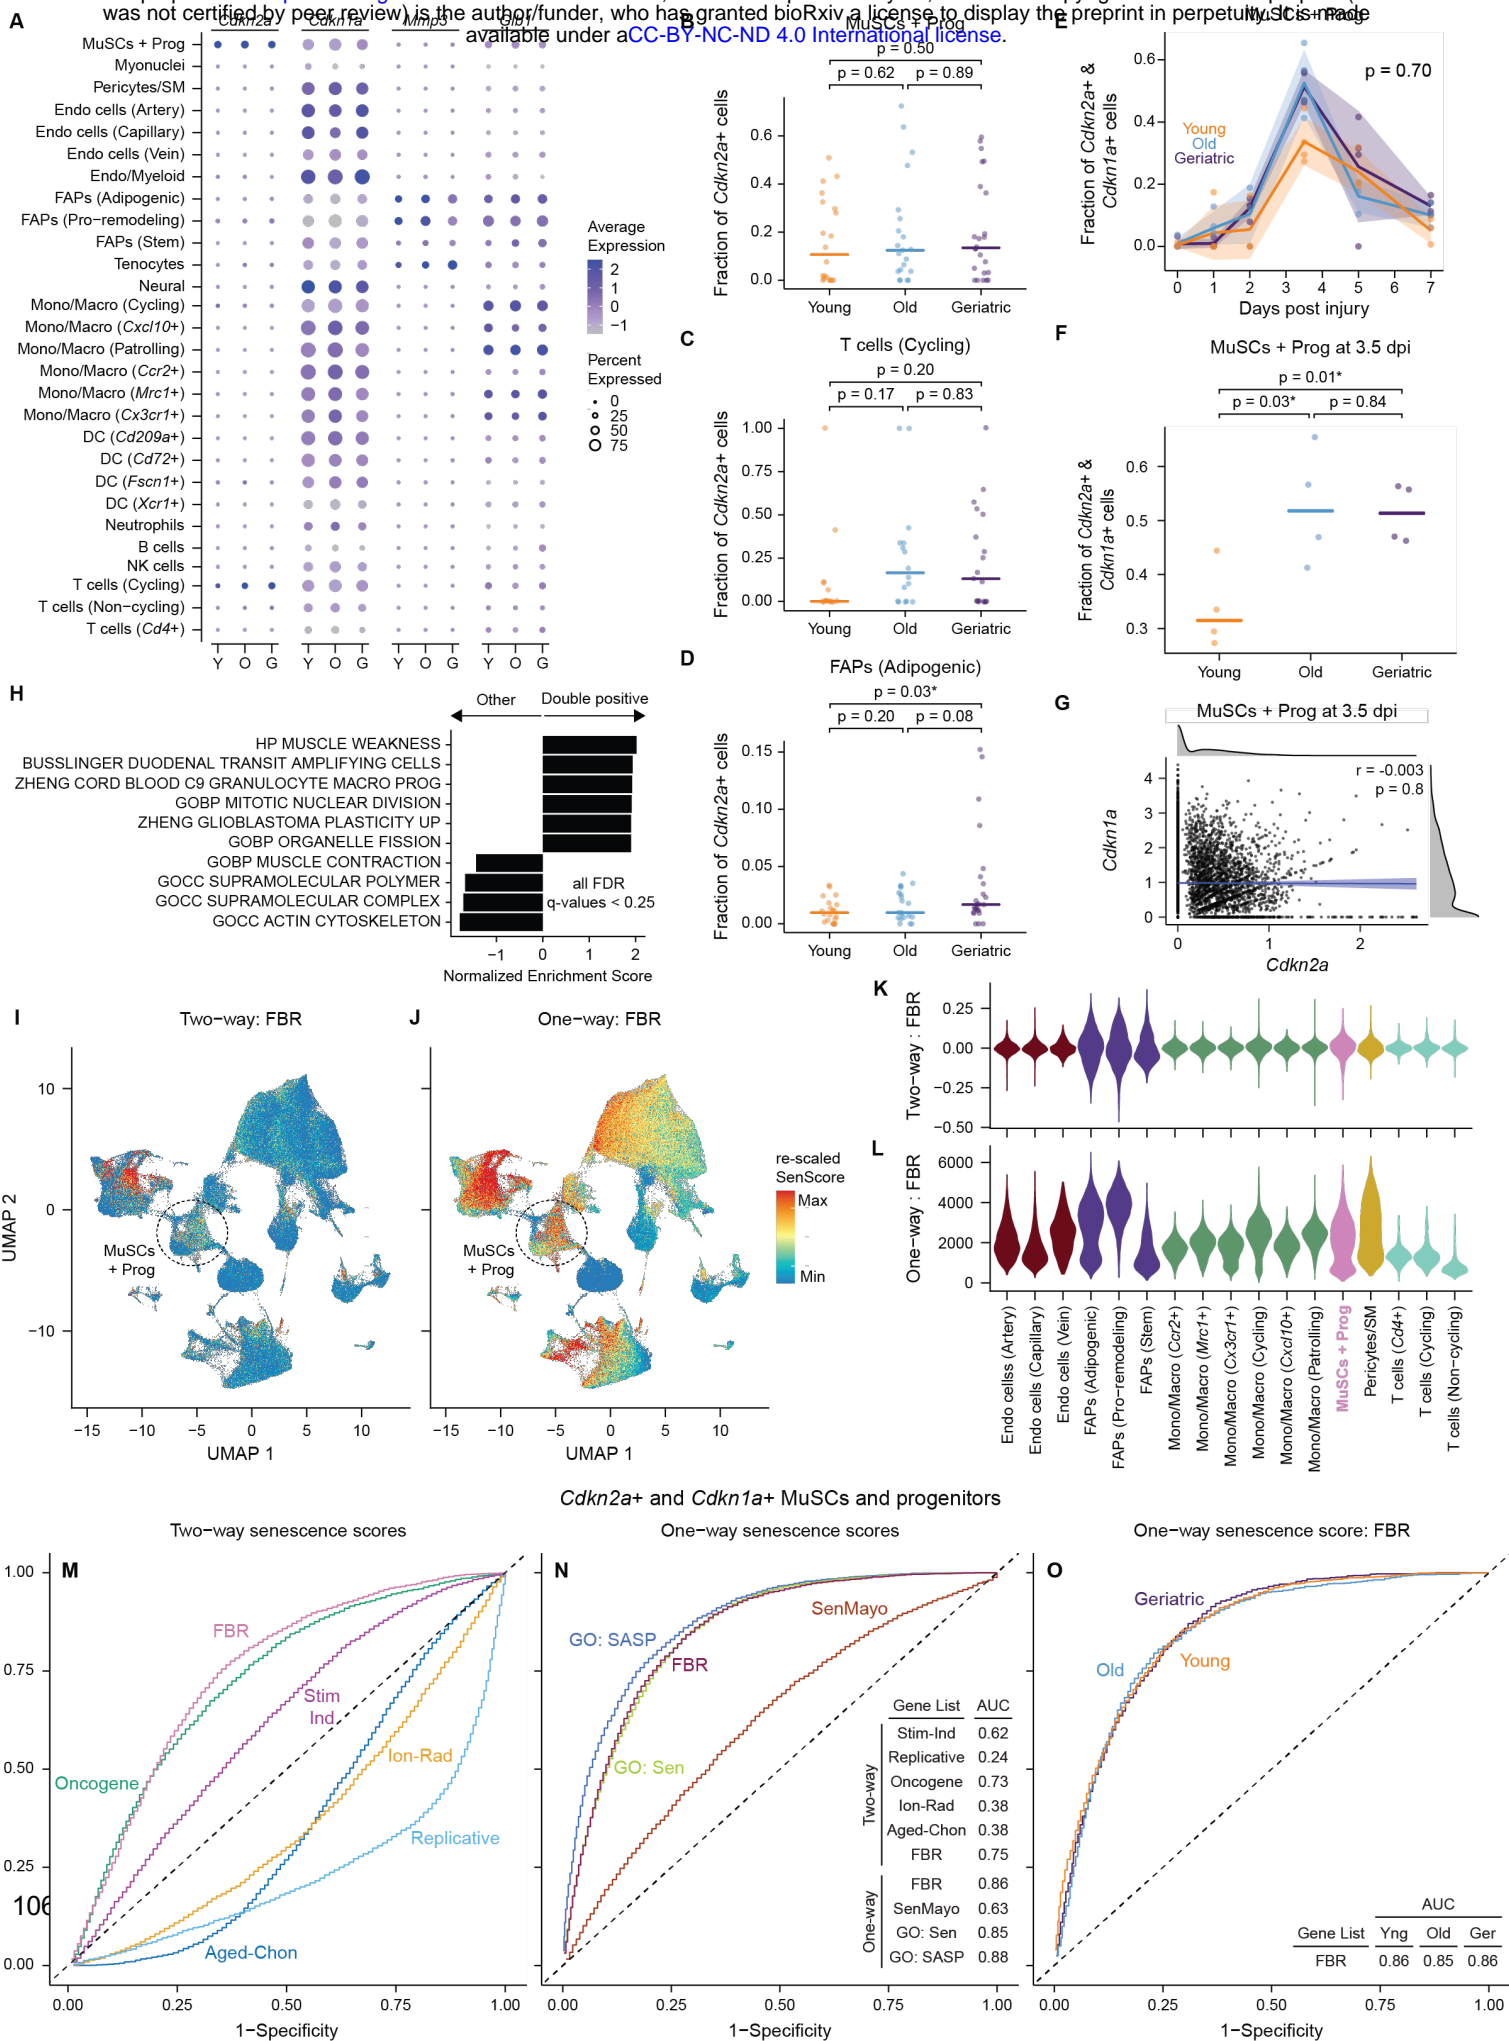 was not certified by peer review) is the author/funder, who has granted bioRxiv a license to display the preprint in perpetuity. It is made
available under aCC-BY-NC-ND 4.0 International license.
A
Cdkn2a Cdkn1a Mmp3 Glb1
MuSCs + Prog
Myonuclei
Pericytes/SM
Endo cells (Artery)
Endo cells (Capillary)
Endo cells (Vein)
Endo/Myeloid
FAPs (Adipogenic)
FAPs (Pro−remodeling)
FAPs (Stem)
Tenocytes
Neural
Mono/Macro (Cycling)
Mono/Macro (Cxcl10+)
Mono/Macro (Patrolling)
Mono/Macro (Ccr2+)
Mono/Macro (Mrc1+)
Mono/Macro (Cx3cr1+)
DC (Cd209a+)
DC (Cd72+)
DC (Fscn1+)
DC (Xcr1+)
Neutrophils
B cells
NK cells
T cells (Cycling)
T cells (Non−cycling)
T cells (Cd4+)
Y O G Y O G Y O G Y O G
Average
Expression
2
1
0
−1
Percent
Expressed
0
25
50
75
B
MuSCs + Prog
p = 0.50
p = 0.62 p = 0.89
Fraction of Cdkn2a+ cells
0.6
0.4
0.2
0.0
Young Old Geriatric
C
T cells (Cycling)
p = 0.20
p = 0.17 p = 0.83
Fraction of Cdkn2a+ cells
1.00
0.75
0.50
0.25
0.00
Young Old Geriatric
D
FAPs (Adipogenic)
p = 0.03*
p = 0.20 p = 0.08
Fraction of Cdkn2a+ cells
0.15
0.10
0.05
0.00
Young Old Geriatric
E
MuSCs + Prog
p = 0.70
Fraction of Cdkn2a+ &
Cdkn1a+ cells
0.6
0.4
0.2
0.0
Young
Old
Geriatric
0 1 2 3 4 5 6 7
Days post injury
F
MuSCs + Prog at 3.5 dpi
p = 0.01*
p = 0.03* p = 0.84
Fraction of Cdkn2a+ &
Cdkn1a+ cells
0.6
0.5
0.4
0.3
Young Old Geriatric
G
MuSCs + Prog at 3.5 dpi
r = -0.003
p = 0.8
Cdkn1a
4
3
2
1
0
0 1 2
Cdkn2a
H
Other Double positive
HP MUSCLE WEAKNESS
BUSSLINGER DUODENAL TRANSIT AMPLIFYING CELLS
ZHENG CORD BLOOD C9 GRANULOCYTE MACRO PROG
GOBP MITOTIC NUCLEAR DIVISION
ZHENG GLIOBLASTOMA PLASTICITY UP
GOBP ORGANELLE FISSION
GOBP MUSCLE CONTRACTION
GOCC SUPRAMOLECULAR POLYMER
GOCC SUPRAMOLECULAR COMPLEX
GOCC ACTIN CYTOSKELETON
all FDR
q-values < 0.25
−1 0 1 2
Normalized Enrichment Score
I
Two−way: FBR
UMAP 2
10
0
−10
MuSCs
+ Prog
−15 −10 −5 0 5 10
UMAP 1
J
One−way: FBR
MuSCs
+ Prog
−15 −10 −5 0 5 10
UMAP 1
re-scaled
SenScore
Max
Min
K
Two−way : FBR
0.25
0.00
−0.25
−0.50
L
One−way : FBR
6000
4000
2000
0
Endo cellss (Artery)
Endo cells (Capillary)
Endo cells (Vein)
FAPs (Adipogenic)
FAPs (Pro−remodeling)
FAPs (Stem)
Mono/Macro (Ccr2+)
Mono/Macro (Mrc1+)
Mono/Macro (Cx3cr1+)
Mono/Macro (Cycling)
Mono/Macro (Cxcl10+)
Mono/Macro (Patrolling)
MuSCs + Prog
Pericytes/SM
T cells (Cd4+)
T cells (Cycling)
T cells (Non−cycling)
Cdkn2a+ and Cdkn1a+ MuSCs and progenitors
Two−way senescence scores
M
1.00
0.75
0.50
0.25
0.00
106
FBR
Oncogene
Stim
Ind
Ion-Rad
Replicative
Aged-Chon
0.00 0.25 0.50 0.75 1.00
1−Specificity
One−way senescence scores
N
GO: SASP
FBR
SenMayo
GO: Sen
Gene List AUC
Two-way
Stim-Ind 0.62
Replicative 0.24
Oncogene 0.73
Ion-Rad 0.38
Aged-Chon 0.38
FBR 0.75
One-way
FBR 0.86
SenMayo 0.63
GO: Sen 0.85
GO: SASP 0.88
0.00 0.25 0.50 0.75 1.00
1−Specificity
One−way senescence score: FBR
O
Geriatric
Old
Young
AUC
Gene List Yng Old Ger
FBR 0.86 0.85 0.86
0.00 0.25 0.50 0.75 1.00
1−Specificity